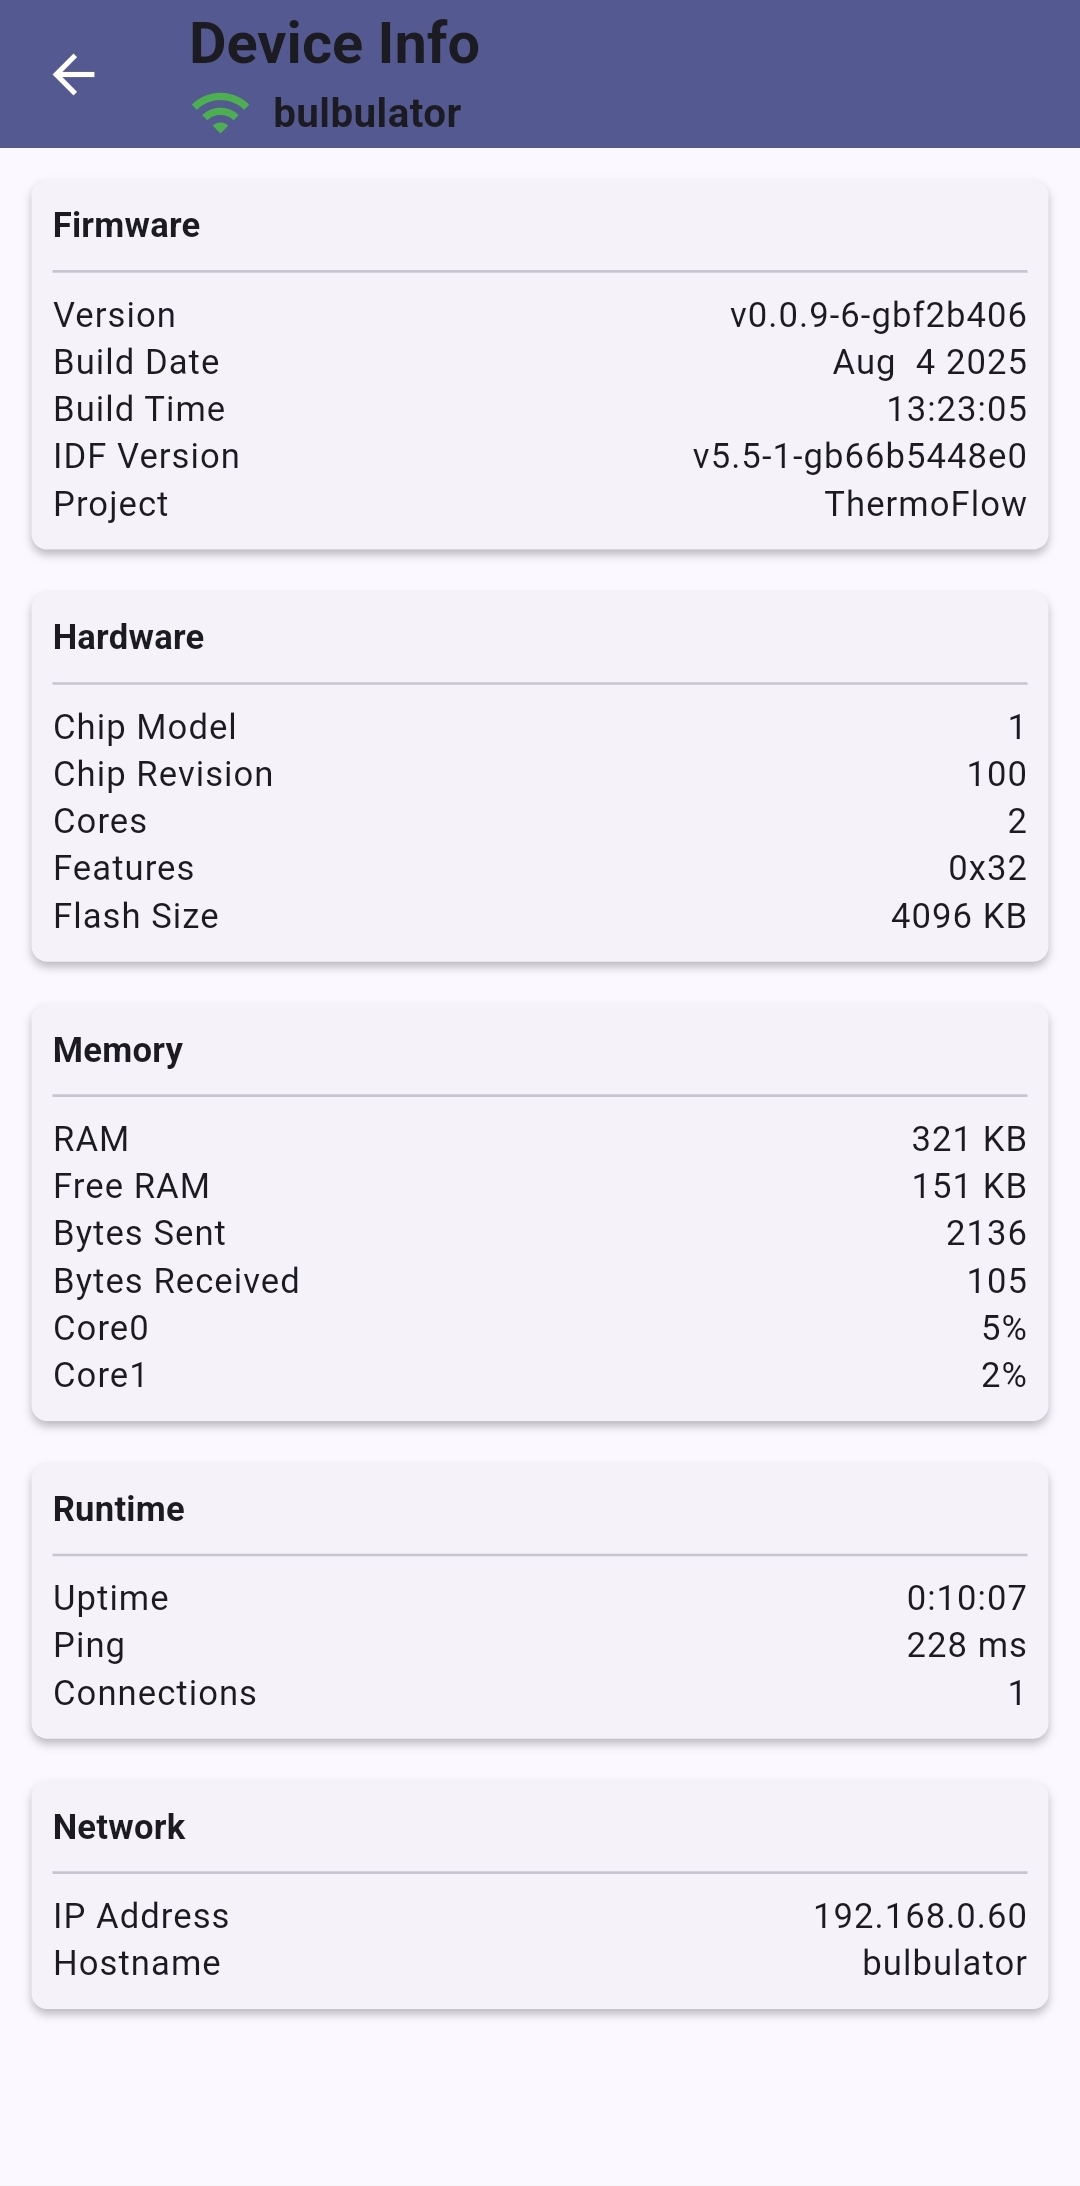 Device Info
bulbulator
Firmware
Version v0.0.9-6-gbf2b406
Build Date Aug  4 2025
Build Time 13:23:05
IDF Version v5.5-1-gb66b5448e0
Project ThermoFlow
Hardware
Chip Model 1
Chip Revision 100
Cores 2
Features 0x32
Flash Size 4096 KB
Memory
RAM 321 KB
Free RAM 151 KB
Bytes Sent 2136
Bytes Received 105
Core0 5%
Core1 2%
Runtime
Uptime 0:10:07
Ping 228 ms
Connections 1
Network
IP Address 192.168.0.60
Hostname bulbulator